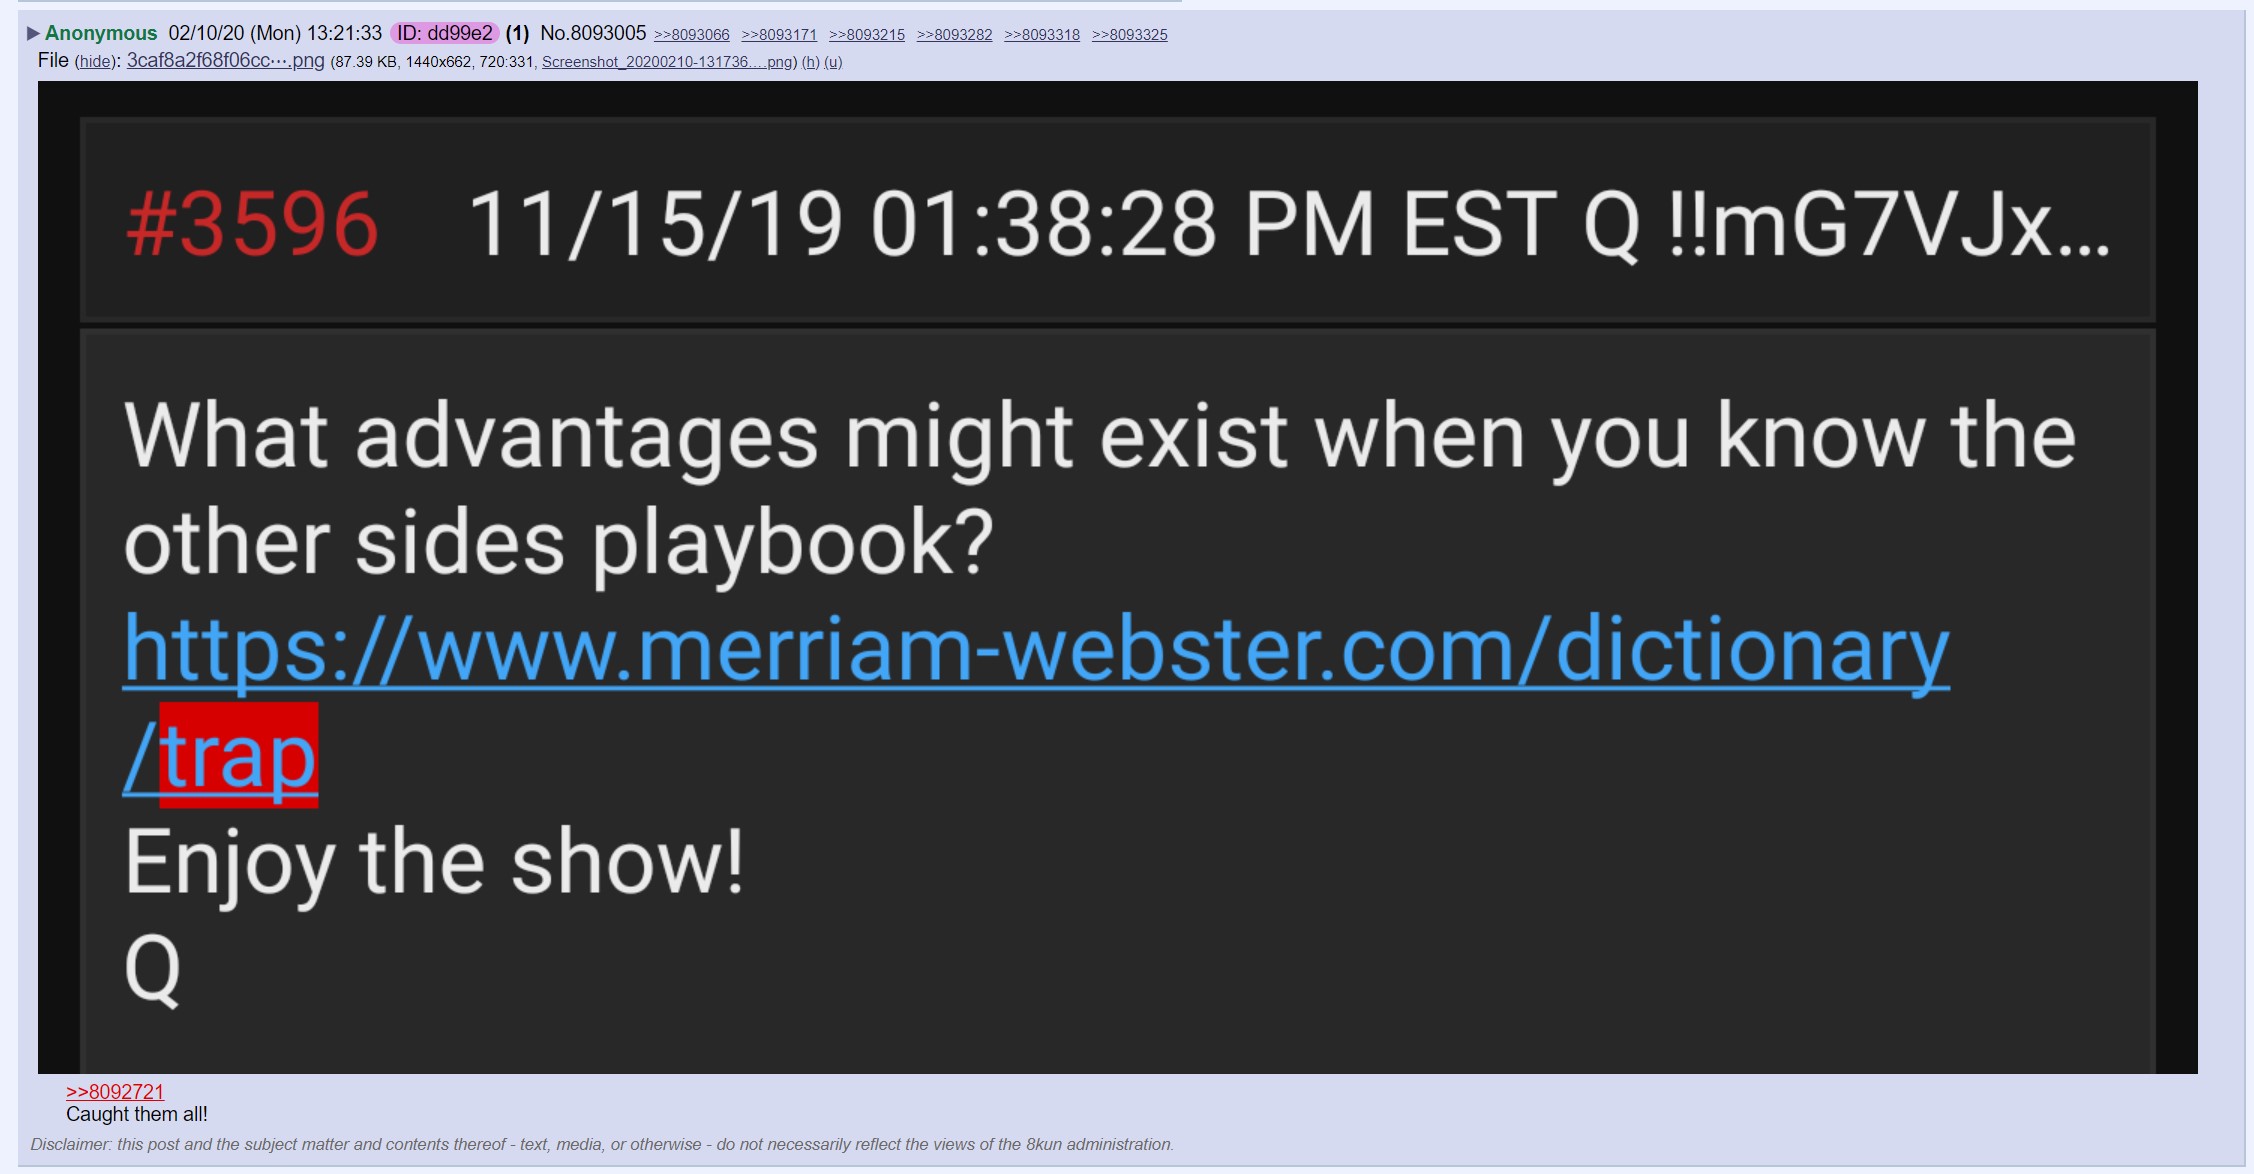 ▶Anonymous 02/10/20 (Mon) 13:21:33 ID: dd99e2 (1) No.8093005 >>8093066 >>8093171 >>8093215 >>8093282 >>8093318 >>8093325
File (hide): 3caf8a2f68f06cc⋯.png (87.39 KB, 1440x662, 720:331, Screenshot_20200210-131736….png) (h) (u)
#3596 11/15/19 01:38:28 PM EST Q !!mG7VJx...
What advantages might exist when you know the
other sides playbook?
https://www.merriam-webster.com/dictionary
/trap
Enjoy the show!
Q
>>8092721
Caught them all!
Disclaimer: this post and the subject matter and contents thereof - text, media, or otherwise - do not necessarily reflect the views of the 8kun administration.